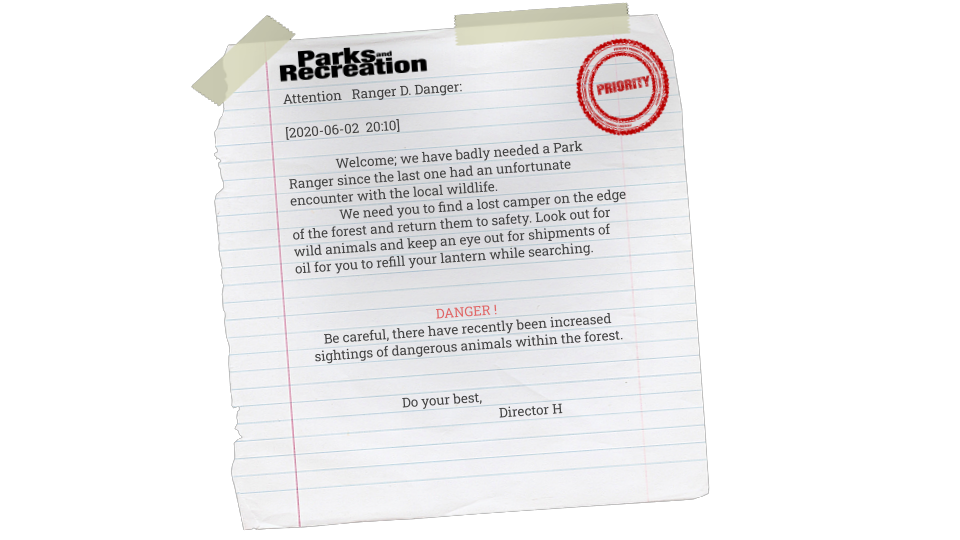 Parks and
Recreation
PRIORITY
Attention Ranger D. Danger:
[2020-06-02 20:10]
Welcome; we have badly needed a Park
Ranger since the last one had an unfortunate
encounter with the local wildlife.
We need you to find a lost camper on the edge
of the forest and return them to safety. Look out for
wild animals and keep an eye out for shipments of
oil for you to refill your lantern while searching.
DANGER !
Be careful, there have recently been increased
sightings of dangerous animals within the forest.
Do your best,
Director H